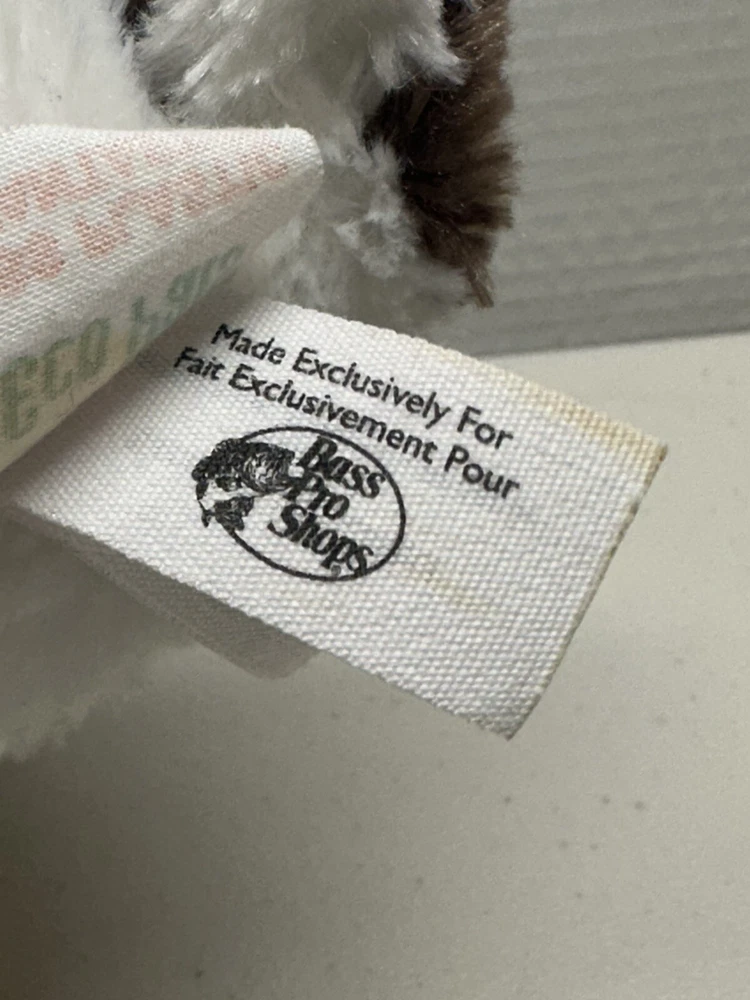 Made Exclusively For
Fait Exclusivement Pour
Bass
Pro
Shops